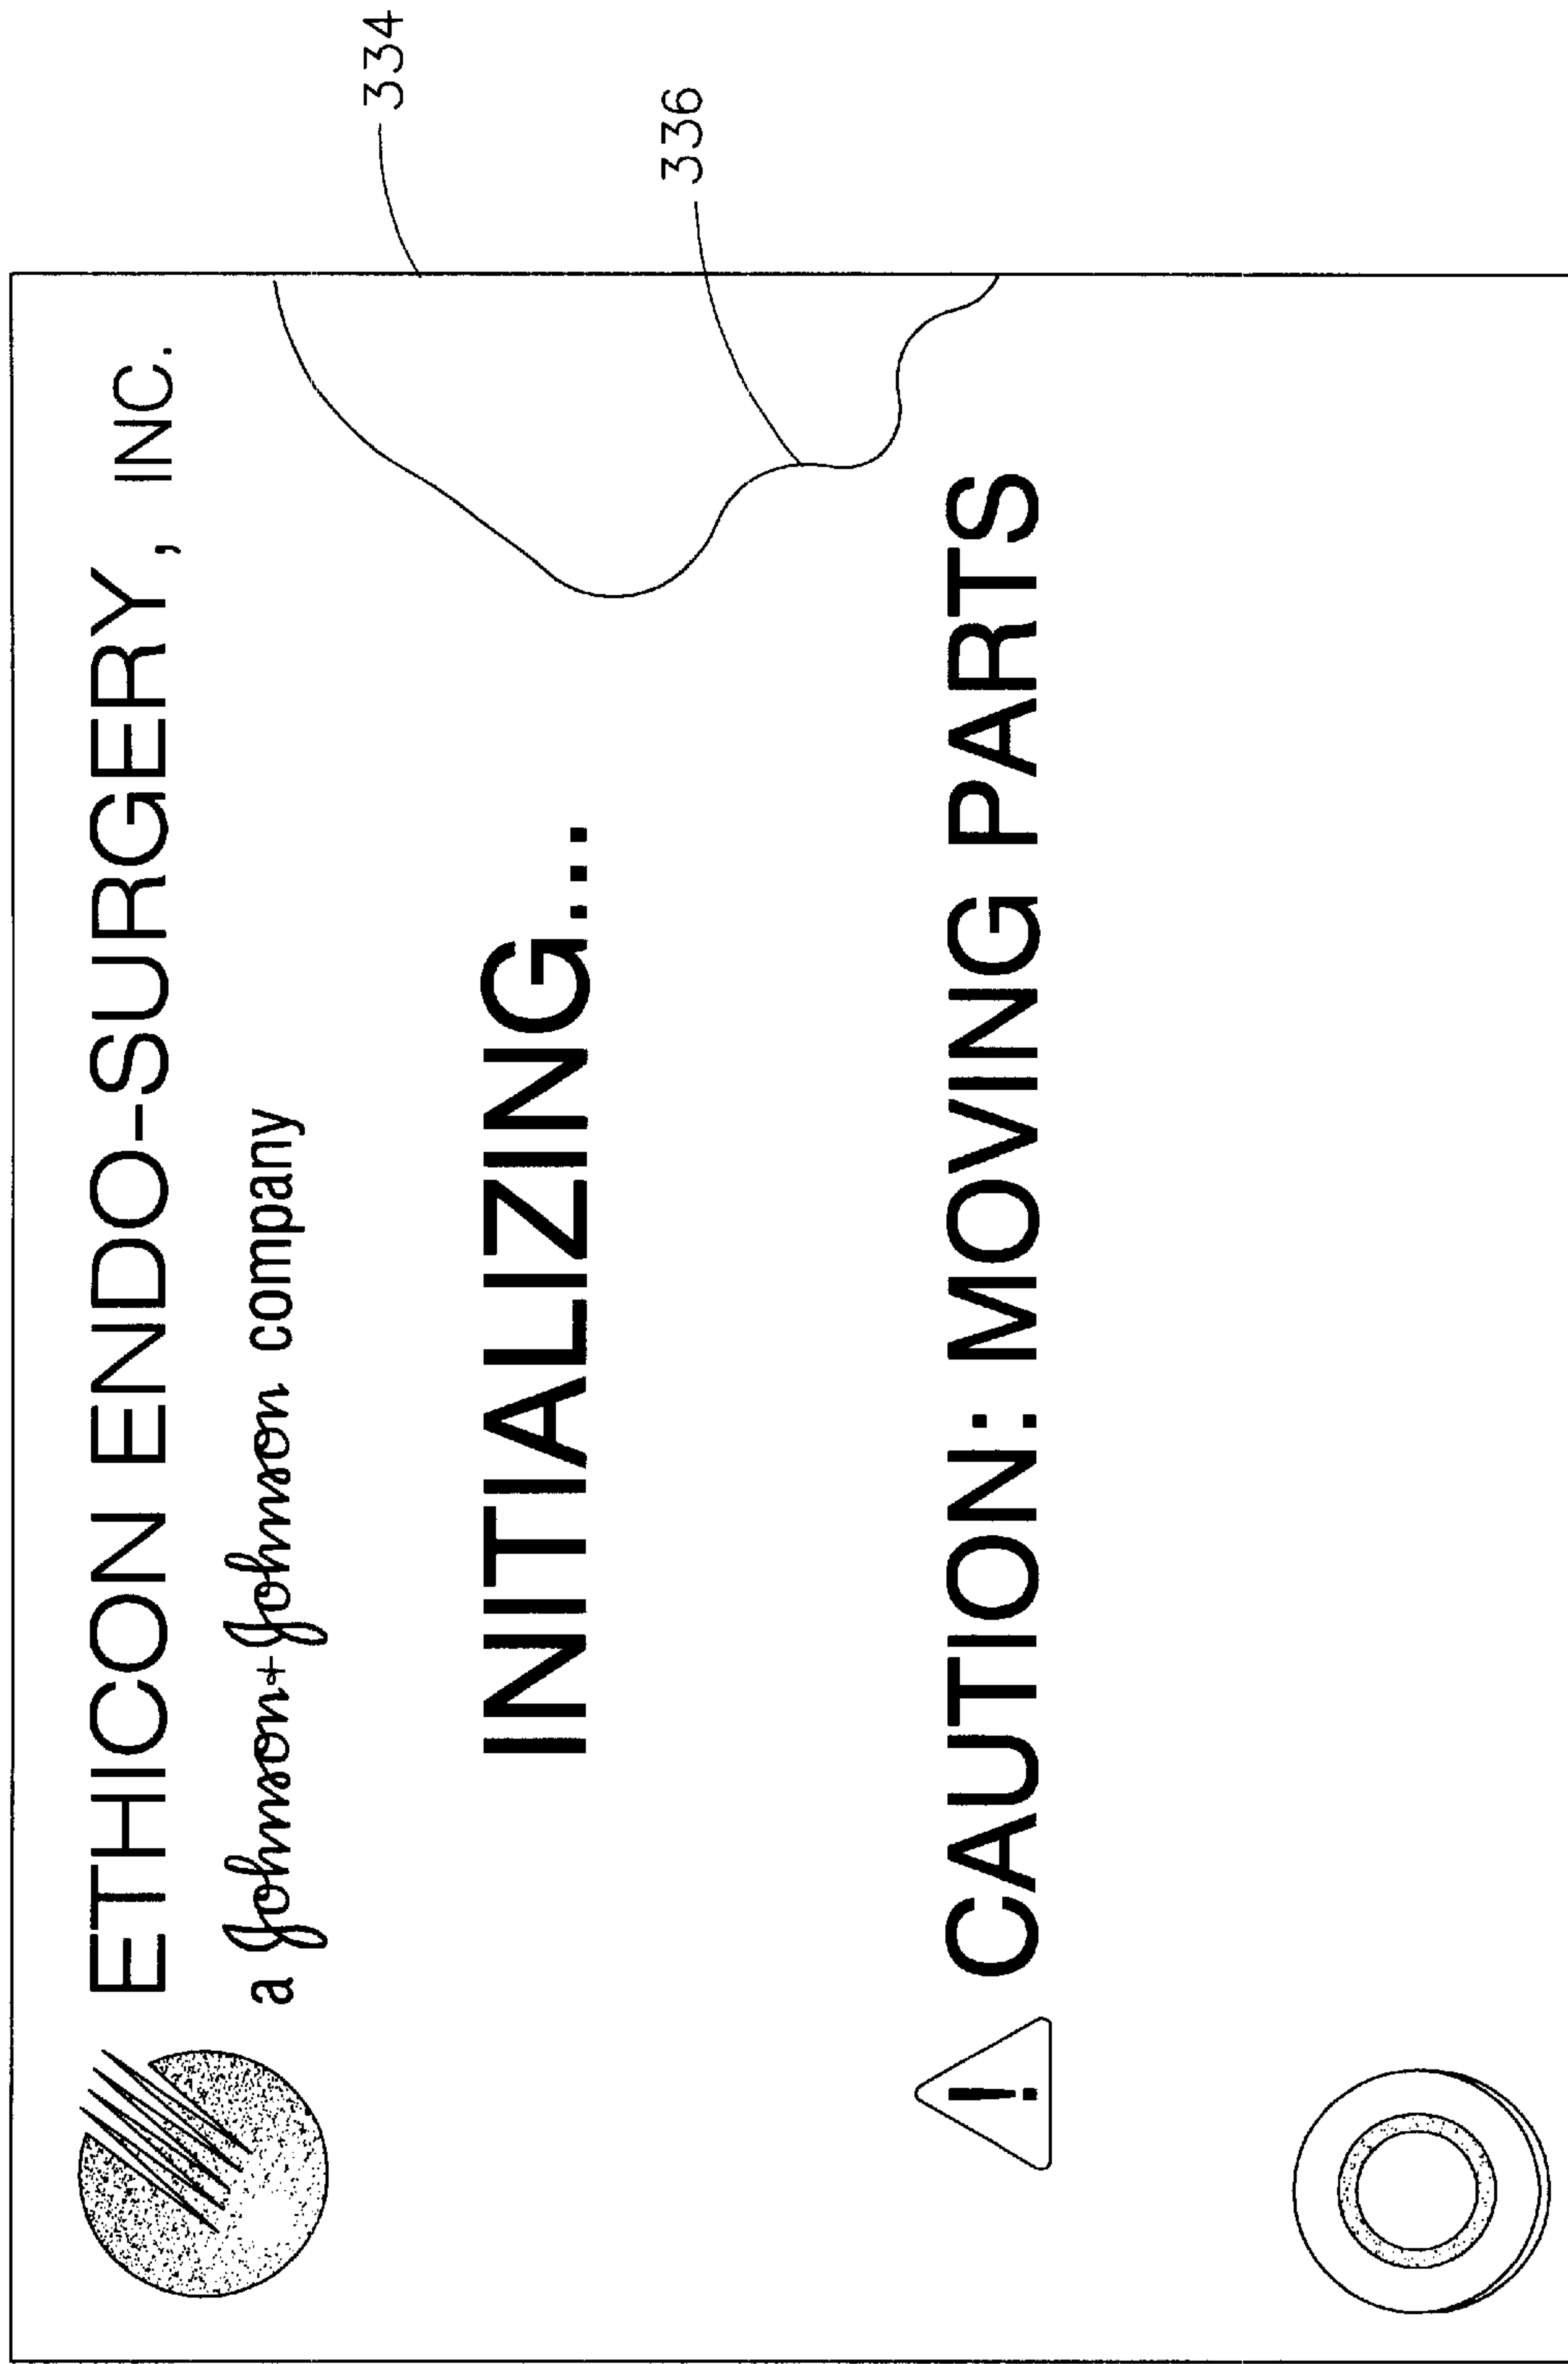 ETHICON ENDO-SURGERY, INC.
a Johnson+Johnson company
334
INITIALIZING...
336
! CAUTION: MOVING PARTS